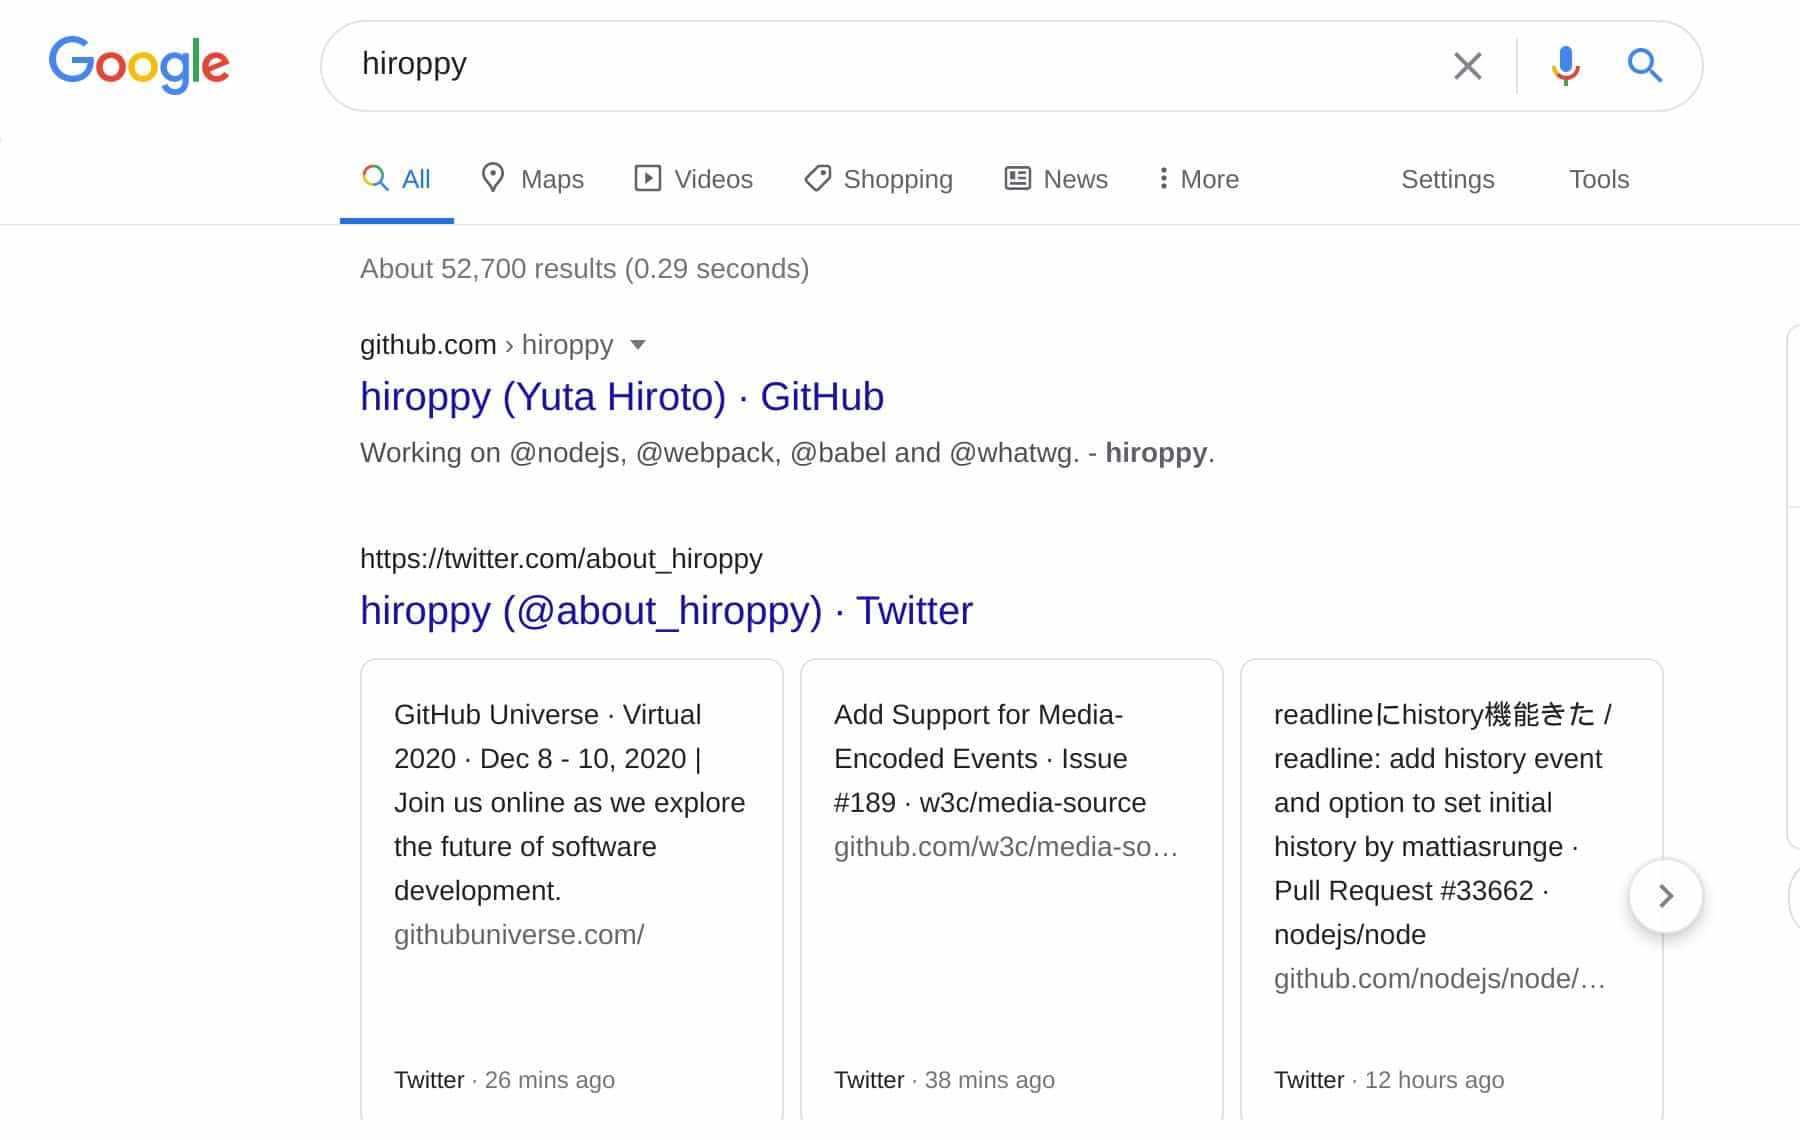 Google
hiroppy
All
Maps
Videos
Shopping
News
More
Settings
Tools
About 52,700 results (0.29 seconds)
github.com › hiroppy
hiroppy (Yuta Hiroto) · GitHub
Working on @nodejs, @webpack, @babel and @whatwg. - hiroppy.
https://twitter.com/about_hiroppy
hiroppy (@about_hiroppy) · Twitter
GitHub Universe · Virtual
2020 · Dec 8 - 10, 2020 |
Join us online as we explore
the future of software
development.
githubuniverse.com/
Twitter · 26 mins ago
Add Support for Media-
Encoded Events · Issue
#189 · w3c/media-source
github.com/w3c/media-so…
Twitter · 38 mins ago
readlineにhistory機能きた /
readline: add history event
and option to set initial
history by mattiasrunge ·
Pull Request #33662 ·
nodejs/node
github.com/nodejs/node/…
Twitter · 12 hours ago